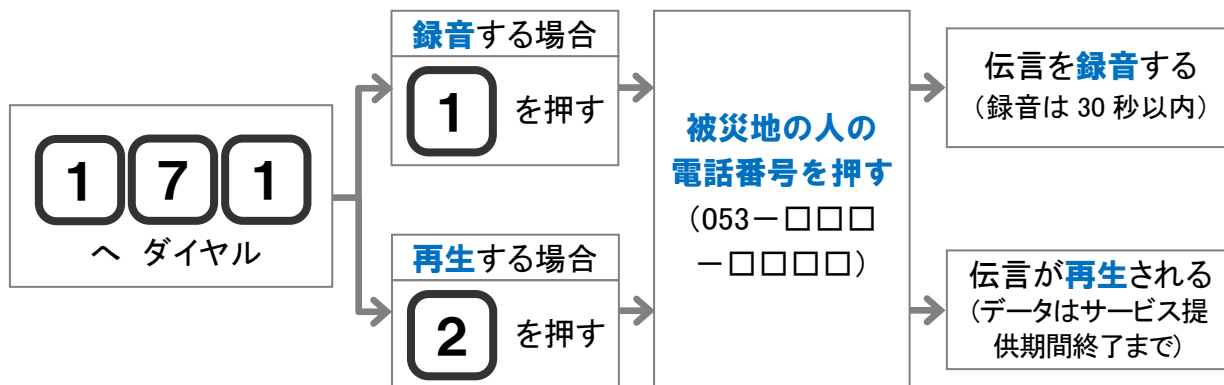 171
へ ダイヤル
録音する場合
1 を押す
再生する場合
2 を押す
被災地の人の
電話番号を押す
（053－□□□
－□□□□）
伝言を録音する
（録音は 30 秒以内）
伝言が再生される
（データはサービス提
供期間終了まで）